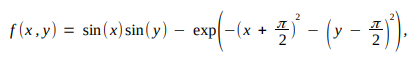 f(x,y) = sin(x)sin(y) − exp(−(x + π/2)² − (y − π/2)²),